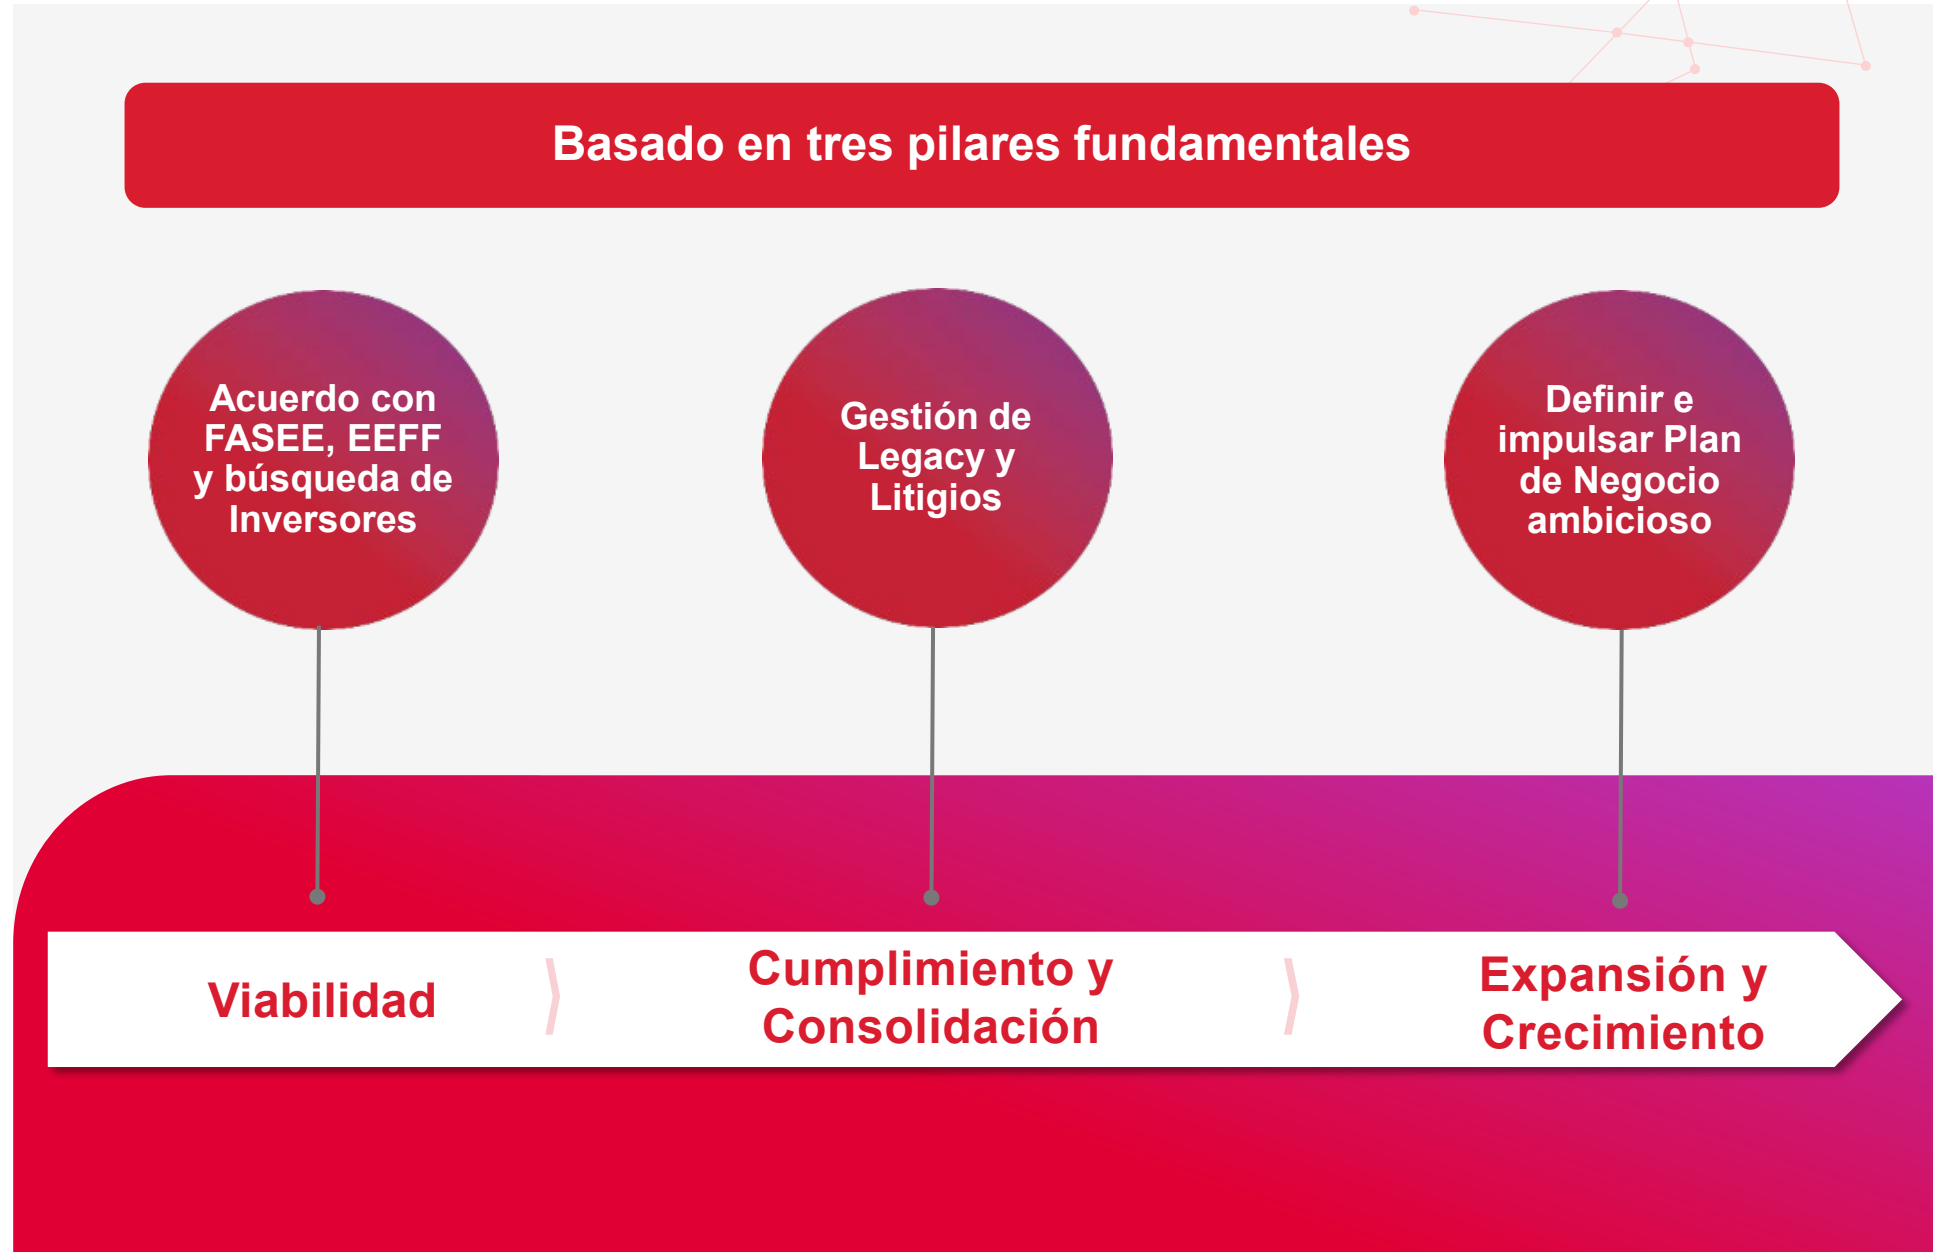 Basado en tres pilares fundamentales
Acuerdo con
FASEE, EEFF
y búsqueda de
Inversores
Gestión de
Legacy y
Litigios
Definir e
impulsar Plan
de Negocio
ambicioso
Viabilidad
Cumplimiento y
Consolidación
Expansión y
Crecimiento